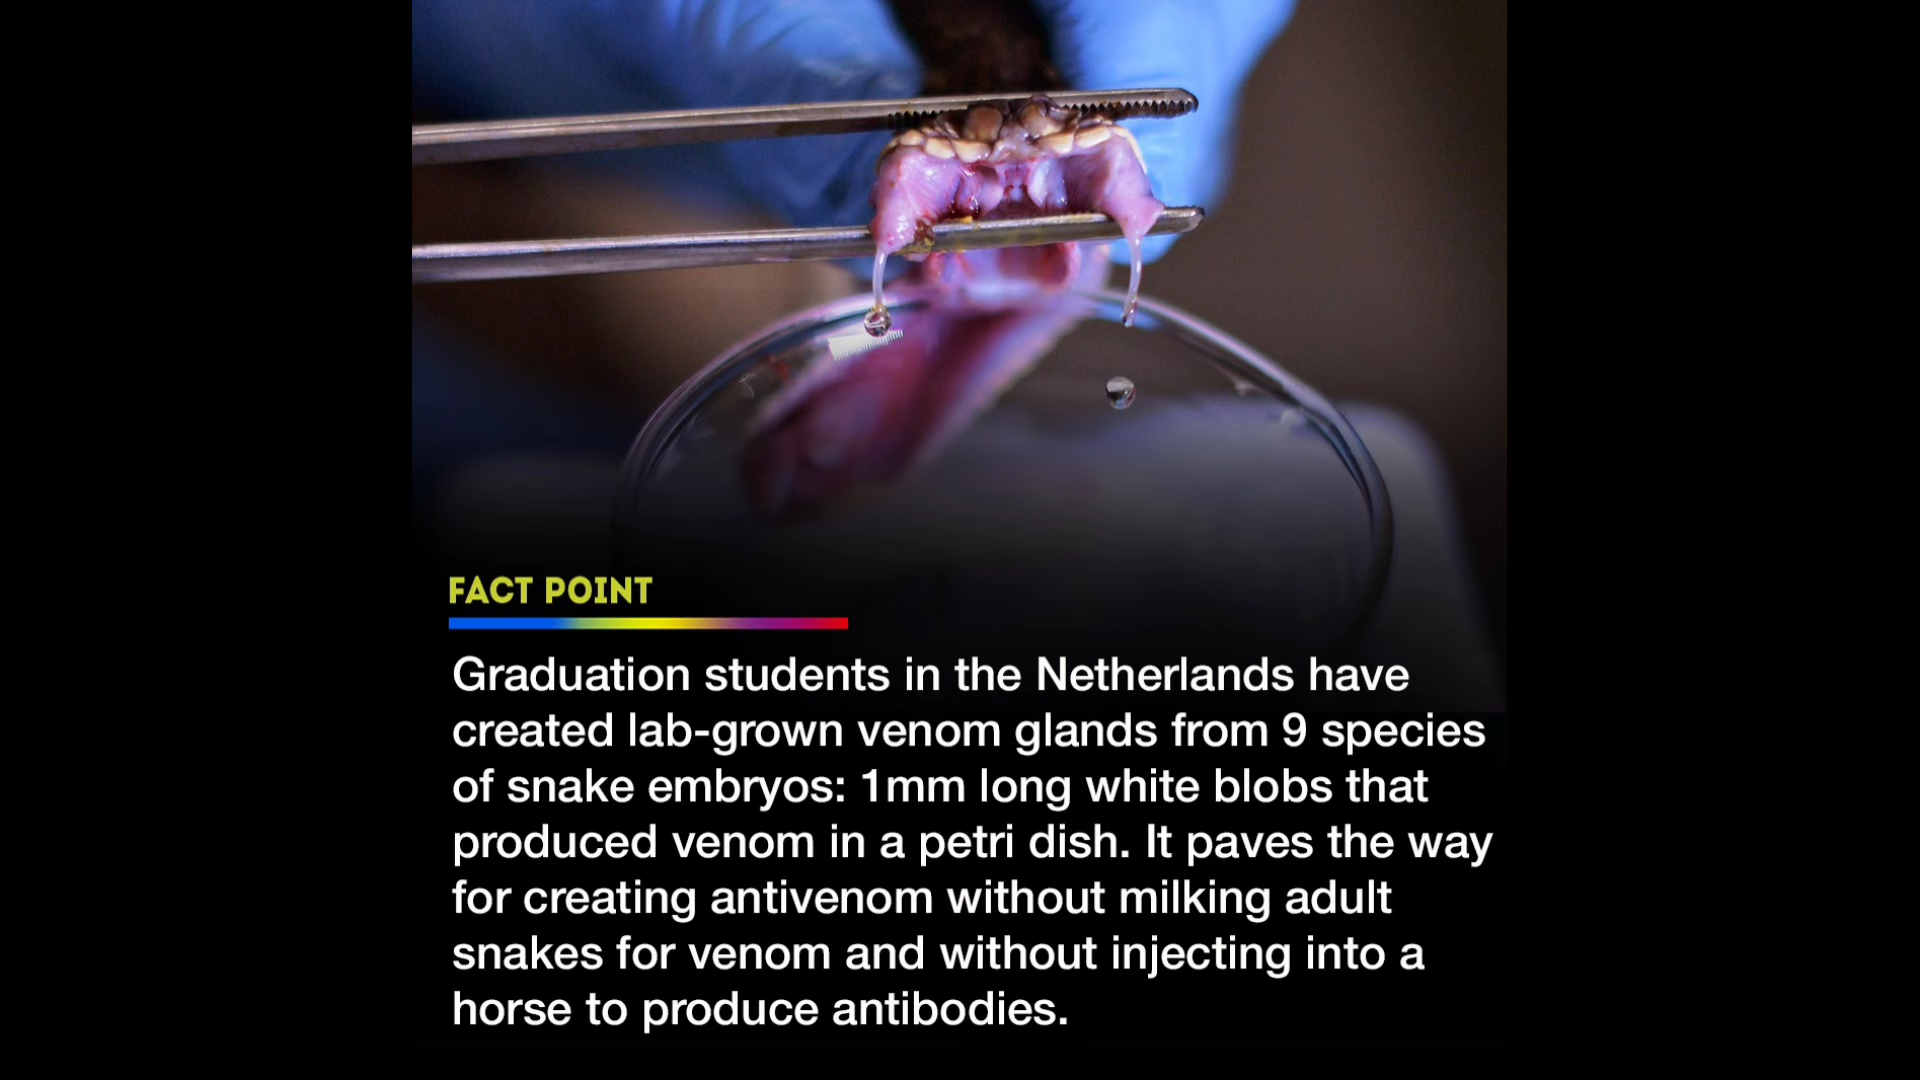 FACT POINT
Graduation students in the Netherlands have
created lab-grown venom glands from 9 species
of snake embryos: 1mm long white blobs that
produced venom in a petri dish. It paves the way
for creating antivenom without milking adult
snakes for venom and without injecting into a
horse to produce antibodies.